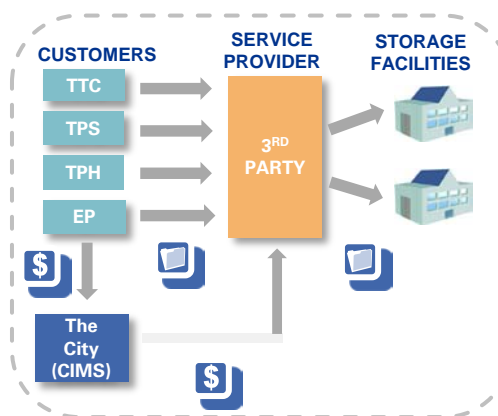 CUSTOMERS
SERVICE
PROVIDER
STORAGE
FACILITIES
TTC
TPS
TPH
EP
3RD
PARTY
$
The
City
(CIMS)
$